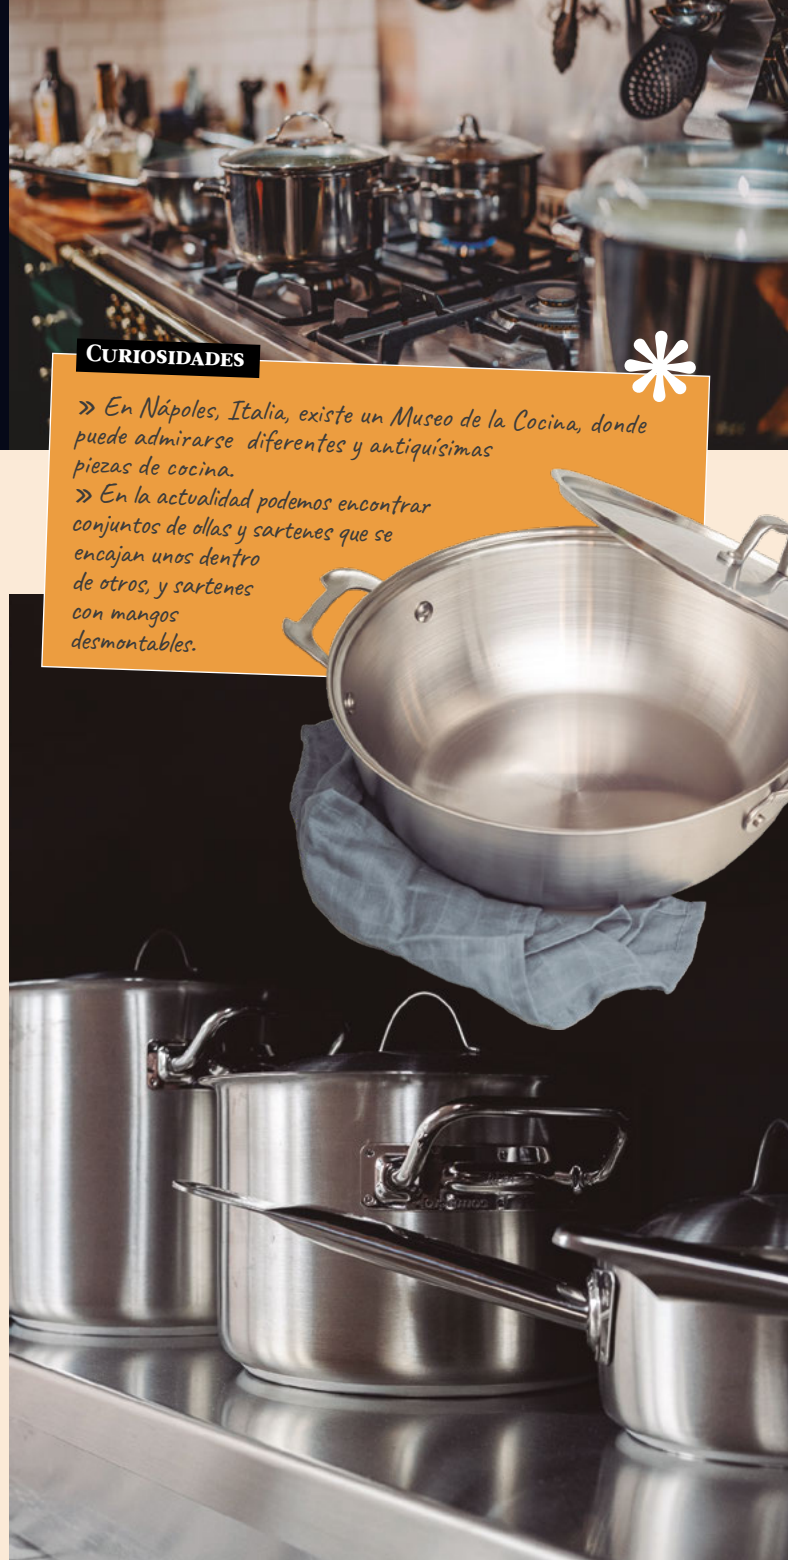 CURIOSIDADES
» En Nápoles, Italia, existe un Museo de la Cocina, donde
puede admirarse diferentes y antiquísimas
piezas de cocina.
» En la actualidad podemos encontrar
conjuntos de ollas y sartenes que se
encajan unos dentro
de otros, y sartenes
con mangos
desmontables.